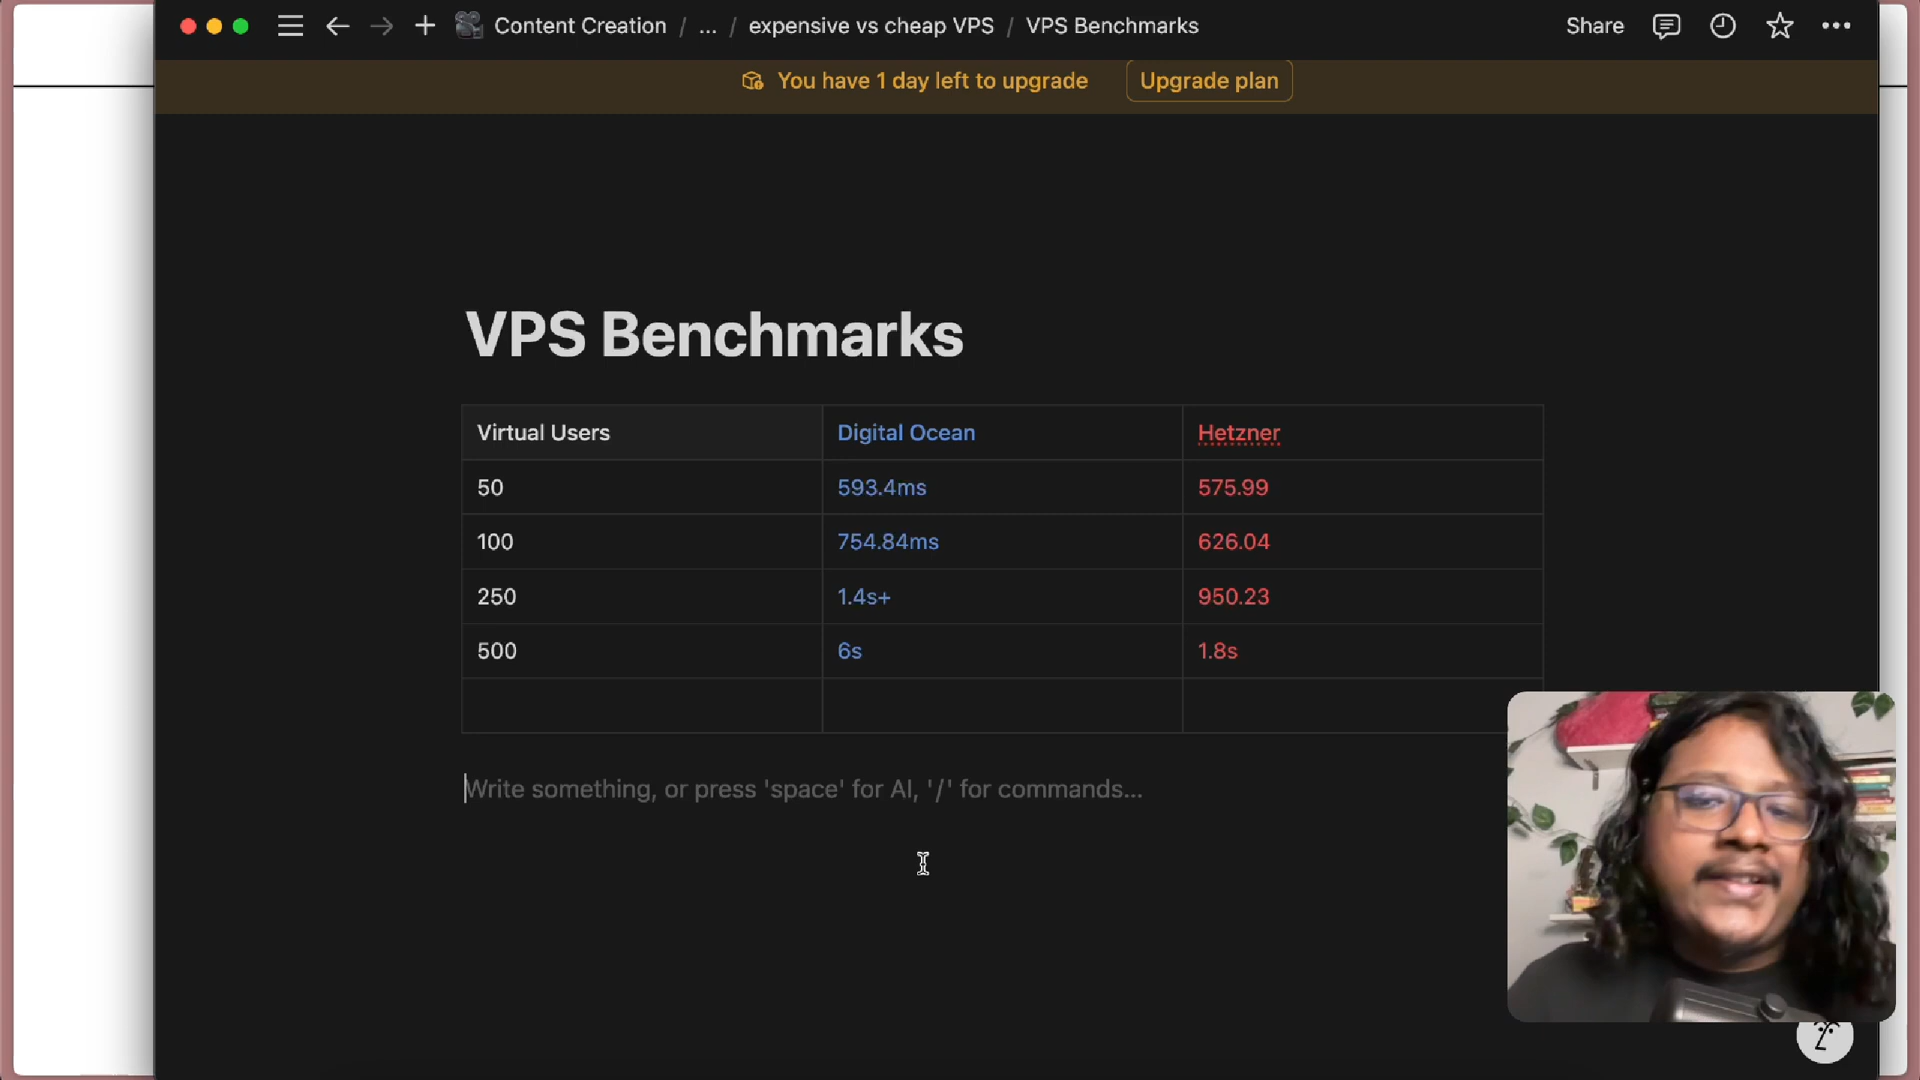 Content Creation / ... / expensive vs cheap VPS / VPS Benchmarks Share
You have 1 day left to upgrade Upgrade plan
VPS Benchmarks
Virtual Users Digital Ocean Hetzner
50 593.4ms 575.99
100 754.84ms 626.04
250 1.4s+ 950.23
500 6s 1.8s
Write something, or press 'space' for AI, '/' for commands...